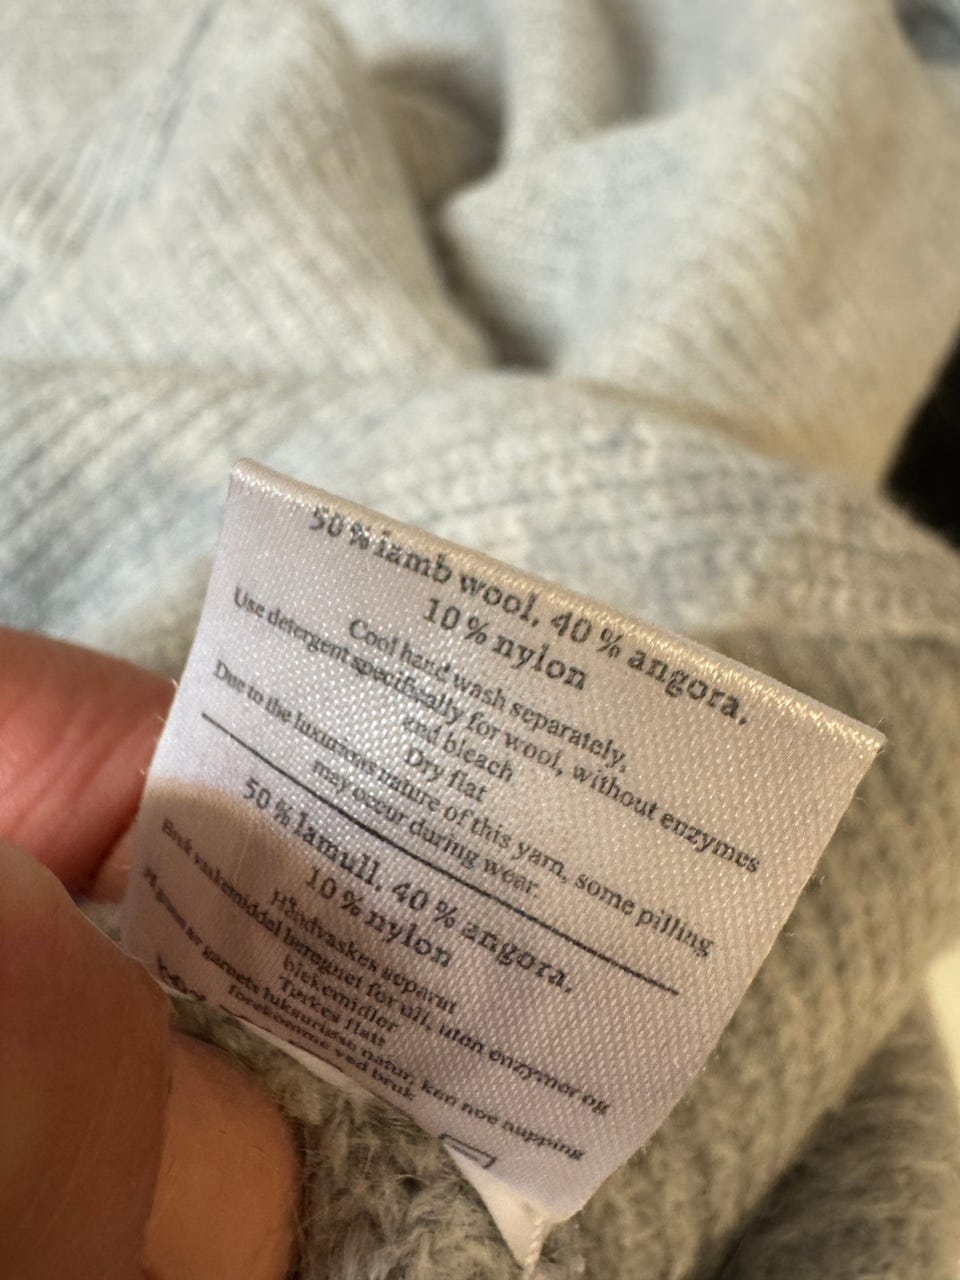 50 % lamb wool, 40 % angora,
10 % nylon
Cool hand wash separately,
Use detergent specifically for wool, without enzymes
and bleach
Dry flat
Due to the luxurious nature of this yarn, some pilling
may occur during wear.
50 % lamull, 40 % angora,
10 % nylon
Håndvaskes separat
Bruk vaskemiddel beregnet for ull, uten enzymer og
blekemidler
Tørkes flatt
garnets luksuriøse natur, kan noe nupping
forekomme ved bruk